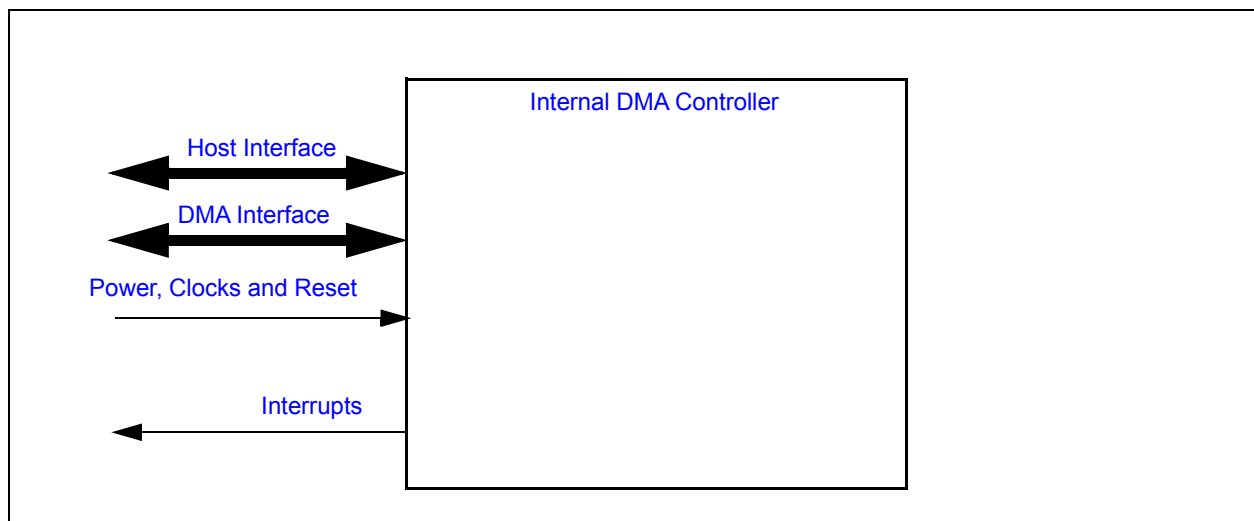 Internal DMA Controller
Host Interface
DMA Interface
Power, Clocks and Reset
Interrupts